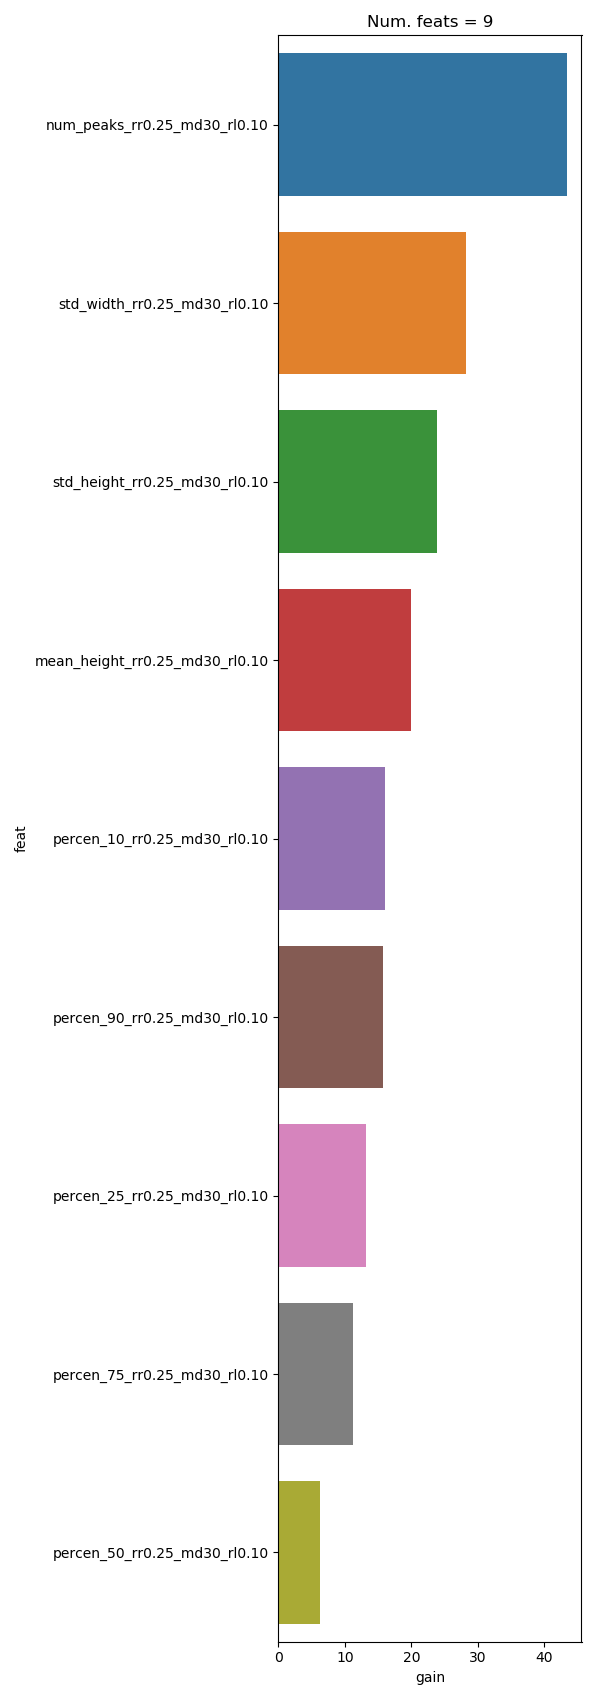 Num. feats = 9
num_peaks_rr0.25_md30_rl0.10
std_width_rr0.25_md30_rl0.10
std_height_rr0.25_md30_rl0.10
mean_height_rr0.25_md30_rl0.10
percen_10_rr0.25_md30_rl0.10
feat
percen_90_rr0.25_md30_rl0.10
percen_25_rr0.25_md30_rl0.10
percen_75_rr0.25_md30_rl0.10
percen_50_rr0.25_md30_rl0.10
0 10 20 30 40
gain